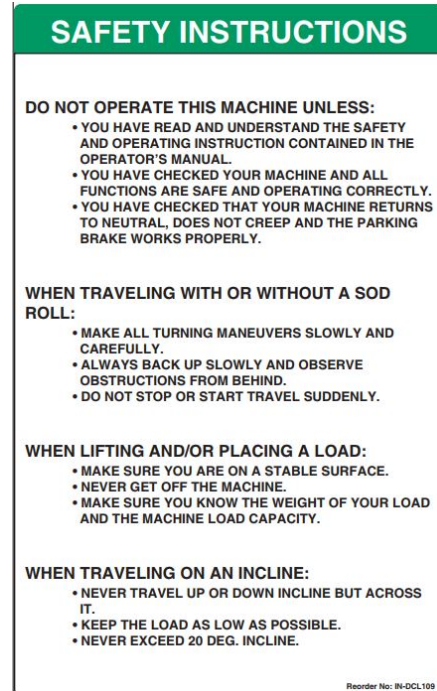 SAFETY INSTRUCTIONS
DO NOT OPERATE THIS MACHINE UNLESS:
• YOU HAVE READ AND UNDERSTAND THE SAFETY
AND OPERATING INSTRUCTION CONTAINED IN THE
OPERATOR'S MANUAL.
• YOU HAVE CHECKED YOUR MACHINE AND ALL
FUNCTIONS ARE SAFE AND OPERATING CORRECTLY.
• YOU HAVE CHECKED THAT YOUR MACHINE RETURNS
TO NEUTRAL, DOES NOT CREEP AND THE PARKING
BRAKE WORKS PROPERLY.
WHEN TRAVELING WITH OR WITHOUT A SOD
ROLL:
• MAKE ALL TURNING MANEUVERS SLOWLY AND
CAREFULLY.
• ALWAYS BACK UP SLOWLY AND OBSERVE
OBSTRUCTIONS FROM BEHIND.
• DO NOT STOP OR START TRAVEL SUDDENLY.
WHEN LIFTING AND/OR PLACING A LOAD:
• MAKE SURE YOU ARE ON A STABLE SURFACE.
• NEVER GET OFF THE MACHINE.
• MAKE SURE YOU KNOW THE WEIGHT OF YOUR LOAD
AND THE MACHINE LOAD CAPACITY.
WHEN TRAVELING ON AN INCLINE:
• NEVER TRAVEL UP OR DOWN INCLINE BUT ACROSS
IT.
• KEEP THE LOAD AS LOW AS POSSIBLE.
• NEVER EXCEED 20 DEG. INCLINE.
Reorder No: IN-DCL109